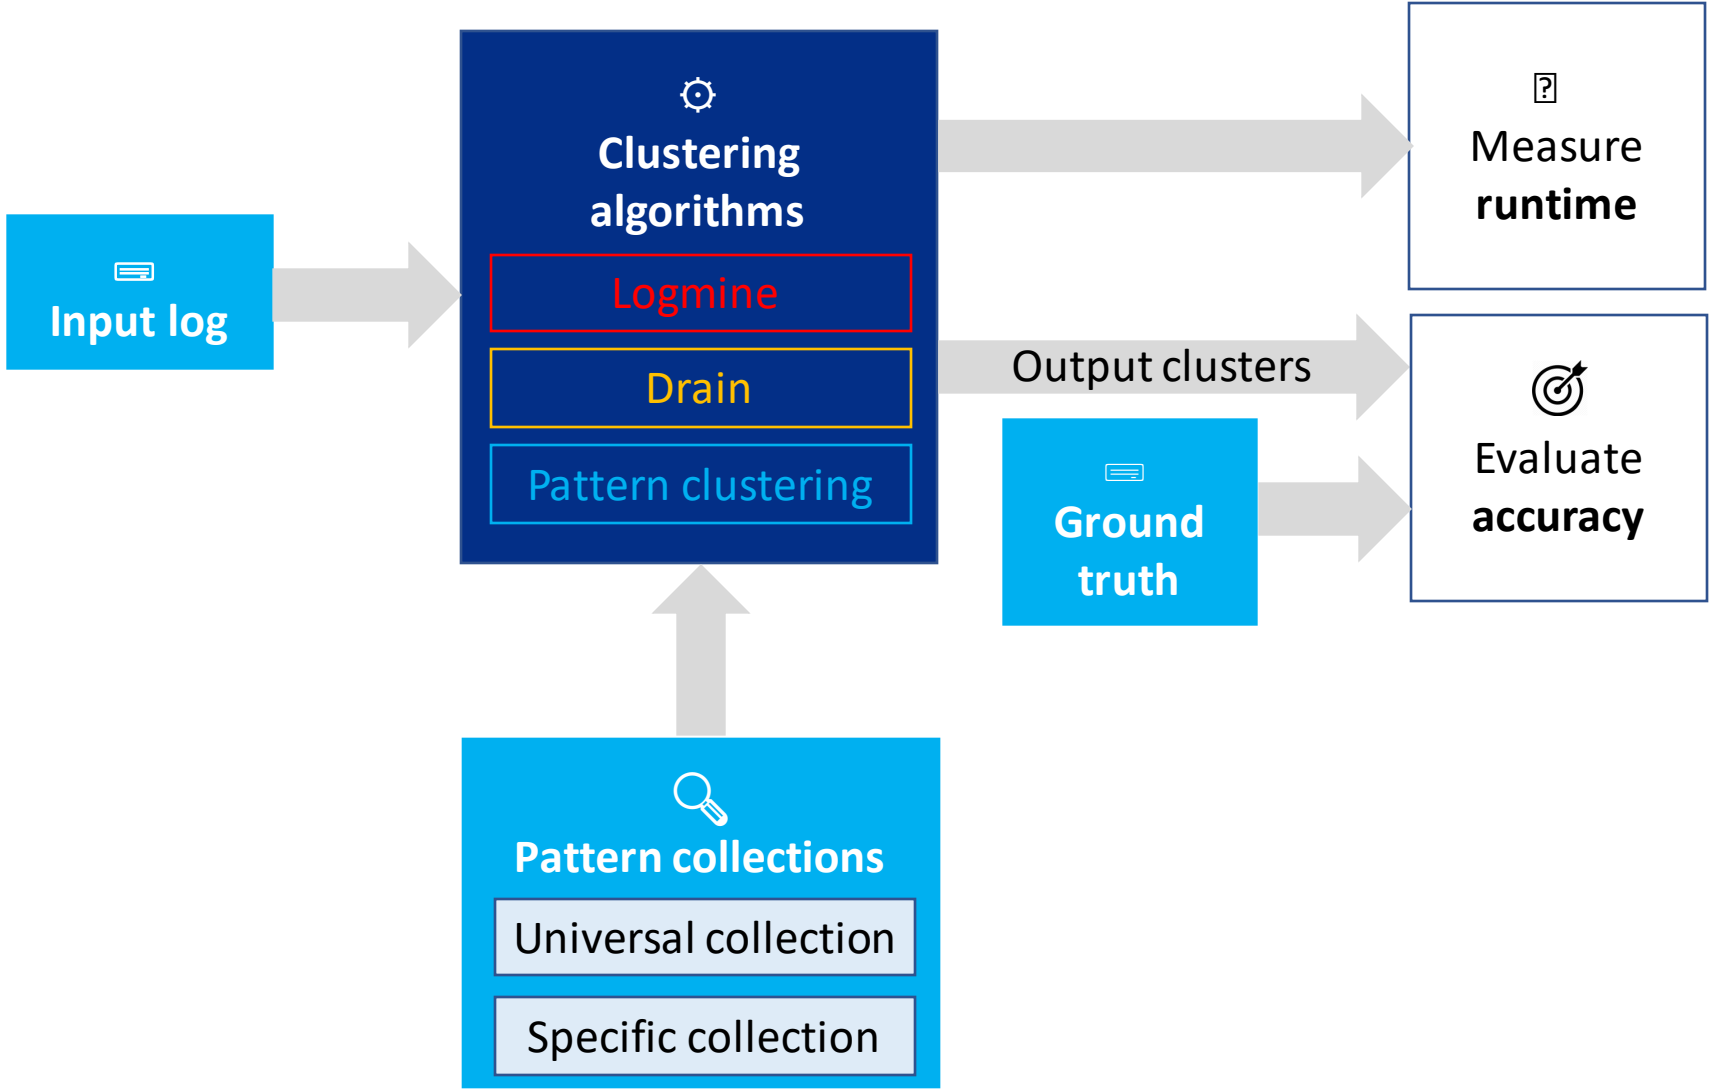 Input log
Clustering
algorithms
Logmine
Drain
Pattern clustering
Measure
runtime
Output clusters
Ground
truth
Evaluate
accuracy
Pattern collections
Universal collection
Specific collection